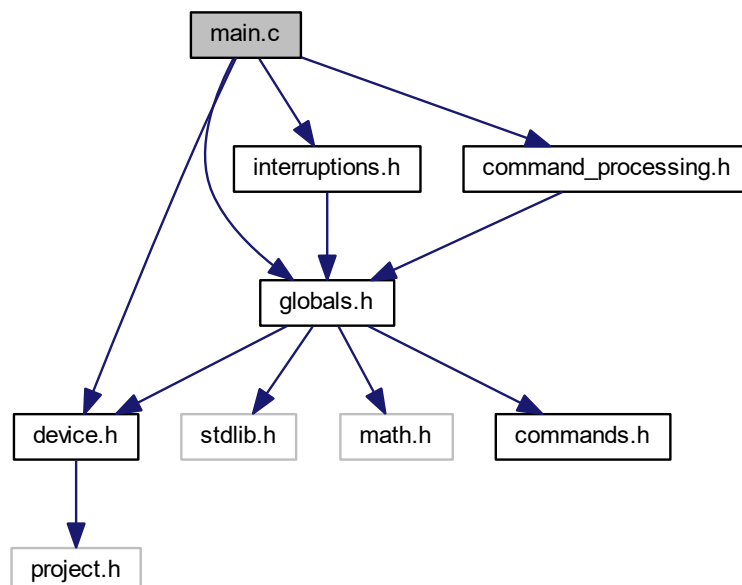 main.c
interruptions.h
command_processing.h
globals.h
device.h
stdlib.h
math.h
commands.h
project.h